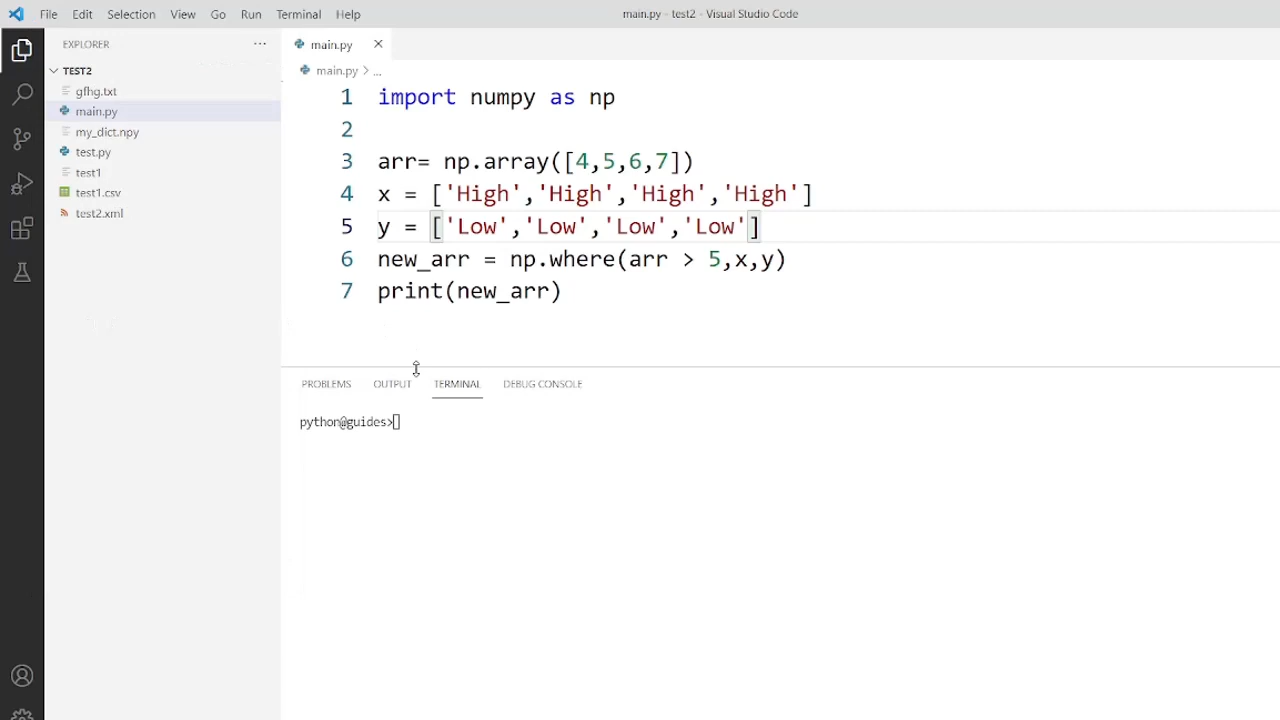 File Edit Selection View Go Run Terminal Help main.py - test2 - Visual Studio Code
EXPLORER ...
TEST2
gfhg.txt
main.py
my_dict.npy
test.py
test1
test1.csv
test2.xml
main.py
main.py > ...
1 import numpy as np
2
3 arr= np.array([4,5,6,7])
4 x = ['High','High','High','High']
5 y = ['Low','Low','Low','Low']
6 new_arr = np.where(arr > 5,x,y)
7 print(new_arr)
PROBLEMS OUTPUT TERMINAL DEBUG CONSOLE
python@guides>